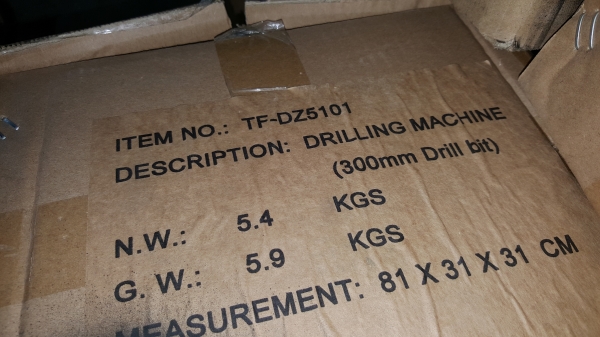 ITEM NO.: TF-DZ5101
DESCRIPTION: DRILLING MACHINE
(300mm Drill bit)
N.W.: 5.4 KGS
G. W.: 5.9 KGS
MEASUREMENT: 81 X 31 X 31 CM